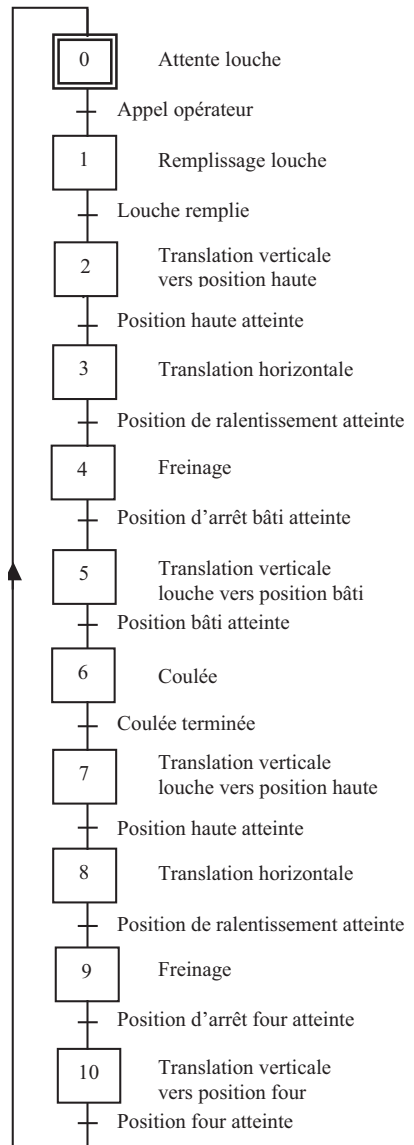 0 Attente louche
Appel opérateur
1 Remplissage louche
Louche remplie
2 Translation verticale
vers position haute
Position haute atteinte
3 Translation horizontale
Position de ralentissement atteinte
4 Freinage
Position d'arrêt bâti atteinte
5 Translation verticale
louche vers position bâti
Position bâti atteinte
6 Coulée
Coulée terminée
7 Translation verticale
louche vers position haute
Position haute atteinte
8 Translation horizontale
Position de ralentissement atteinte
9 Freinage
Position d'arrêt four atteinte
10 Translation verticale
vers position four
Position four atteinte